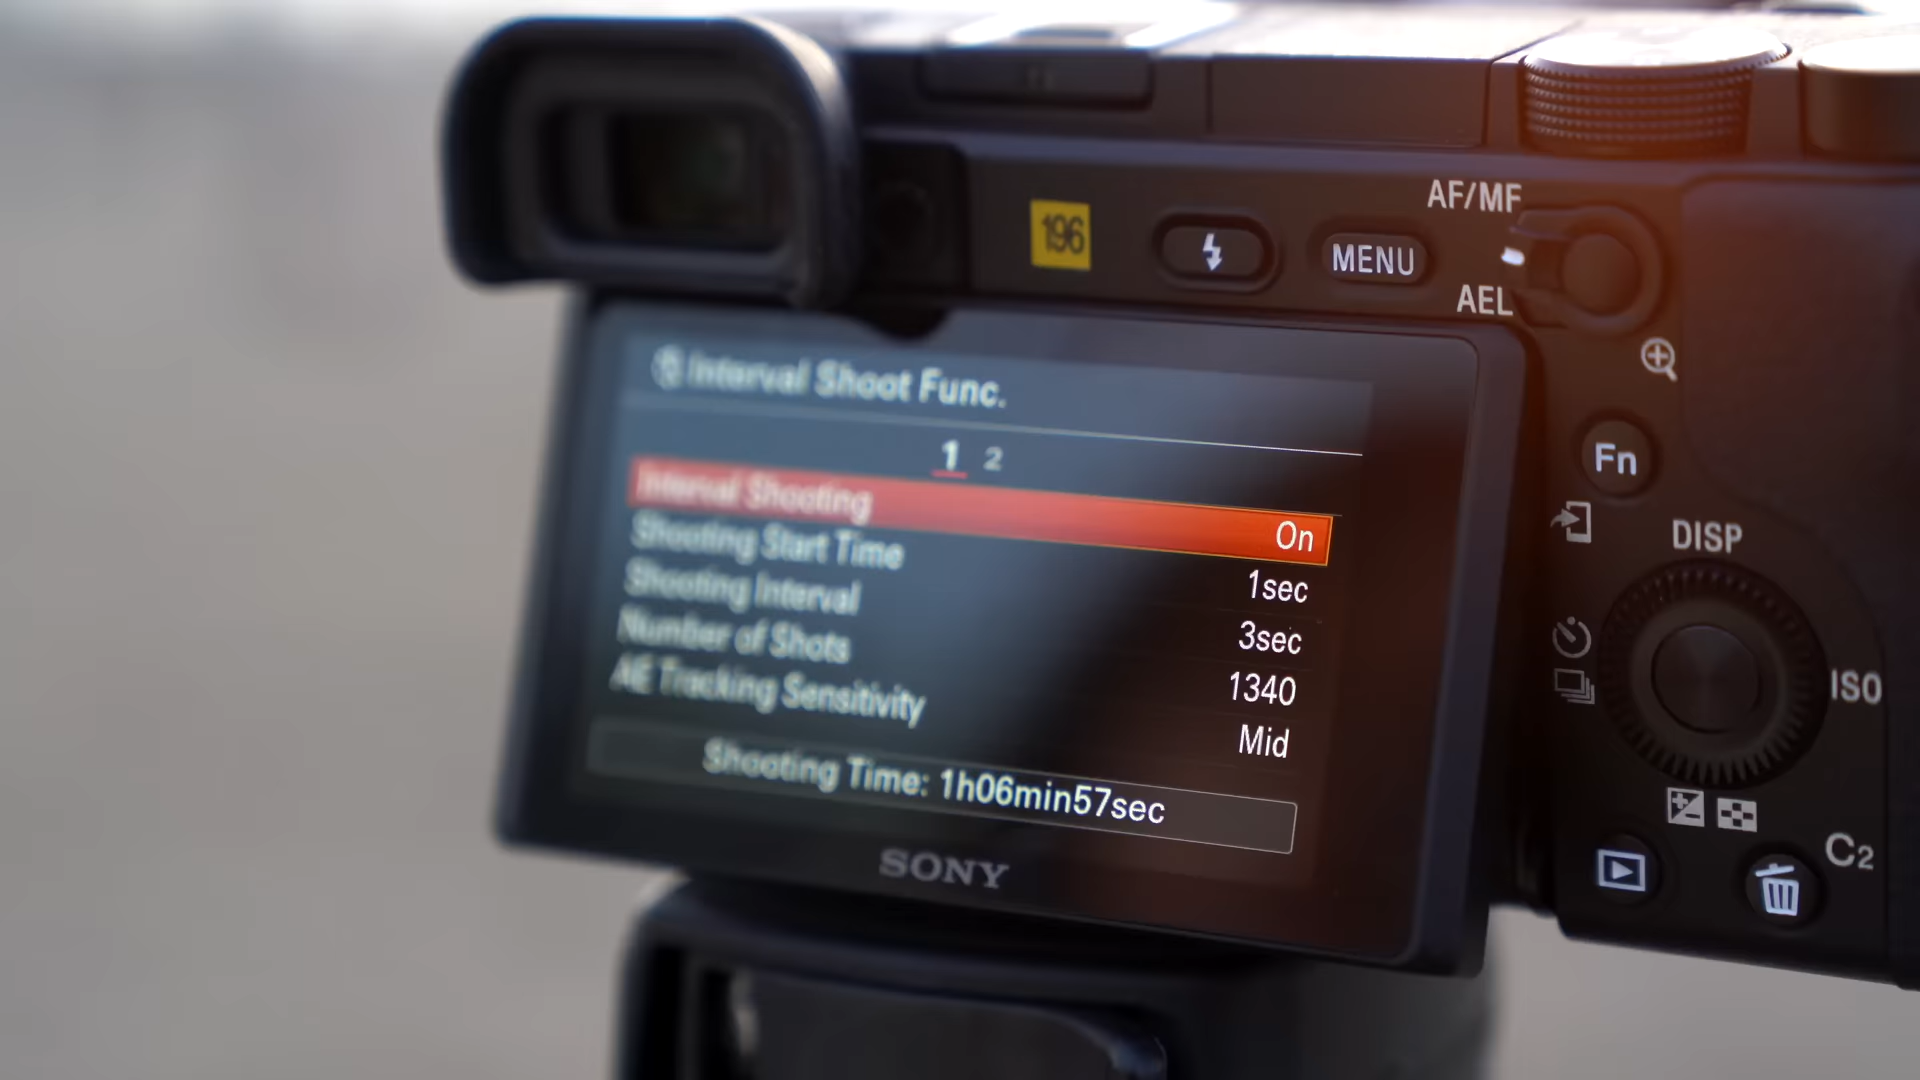 196
MENU
AF/MF
AEL
Interval Shoot Func.
1 2
Interval Shooting On
Shooting Start Time 1sec
Shooting Interval 3sec
Number of Shots 1340
AE Tracking Sensitivity Mid
Shooting Time: 1h06min57sec
SONY
Fn
DISP
ISO
C2